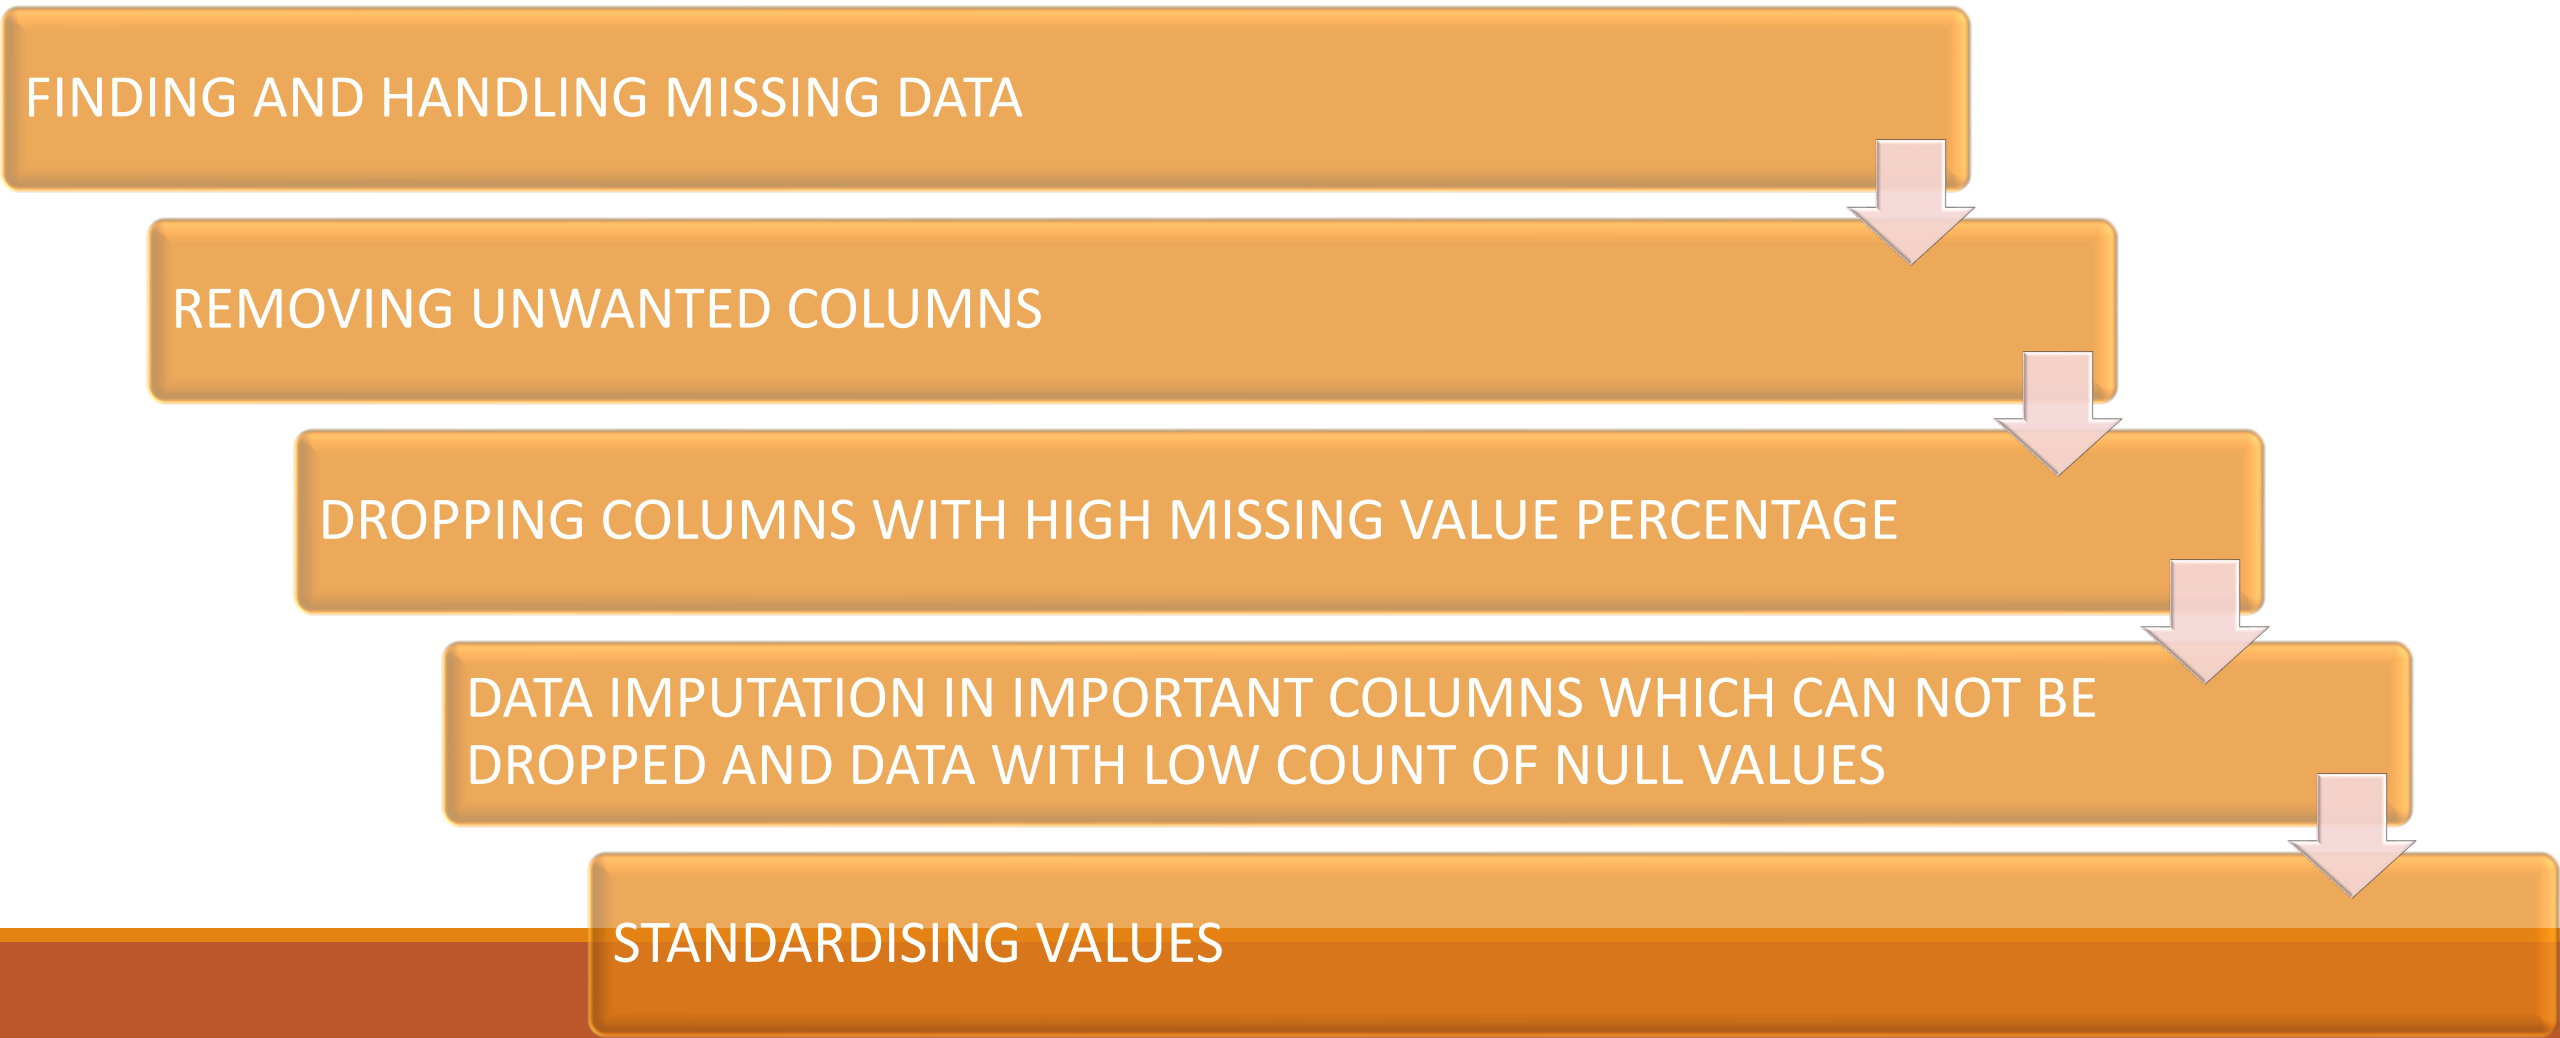 FINDING AND HANDLING MISSING DATA
REMOVING UNWANTED COLUMNS
DROPPING COLUMNS WITH HIGH MISSING VALUE PERCENTAGE
DATA IMPUTATION IN IMPORTANT COLUMNS WHICH CAN NOT BE
DROPPED AND DATA WITH LOW COUNT OF NULL VALUES
STANDARDISING VALUES